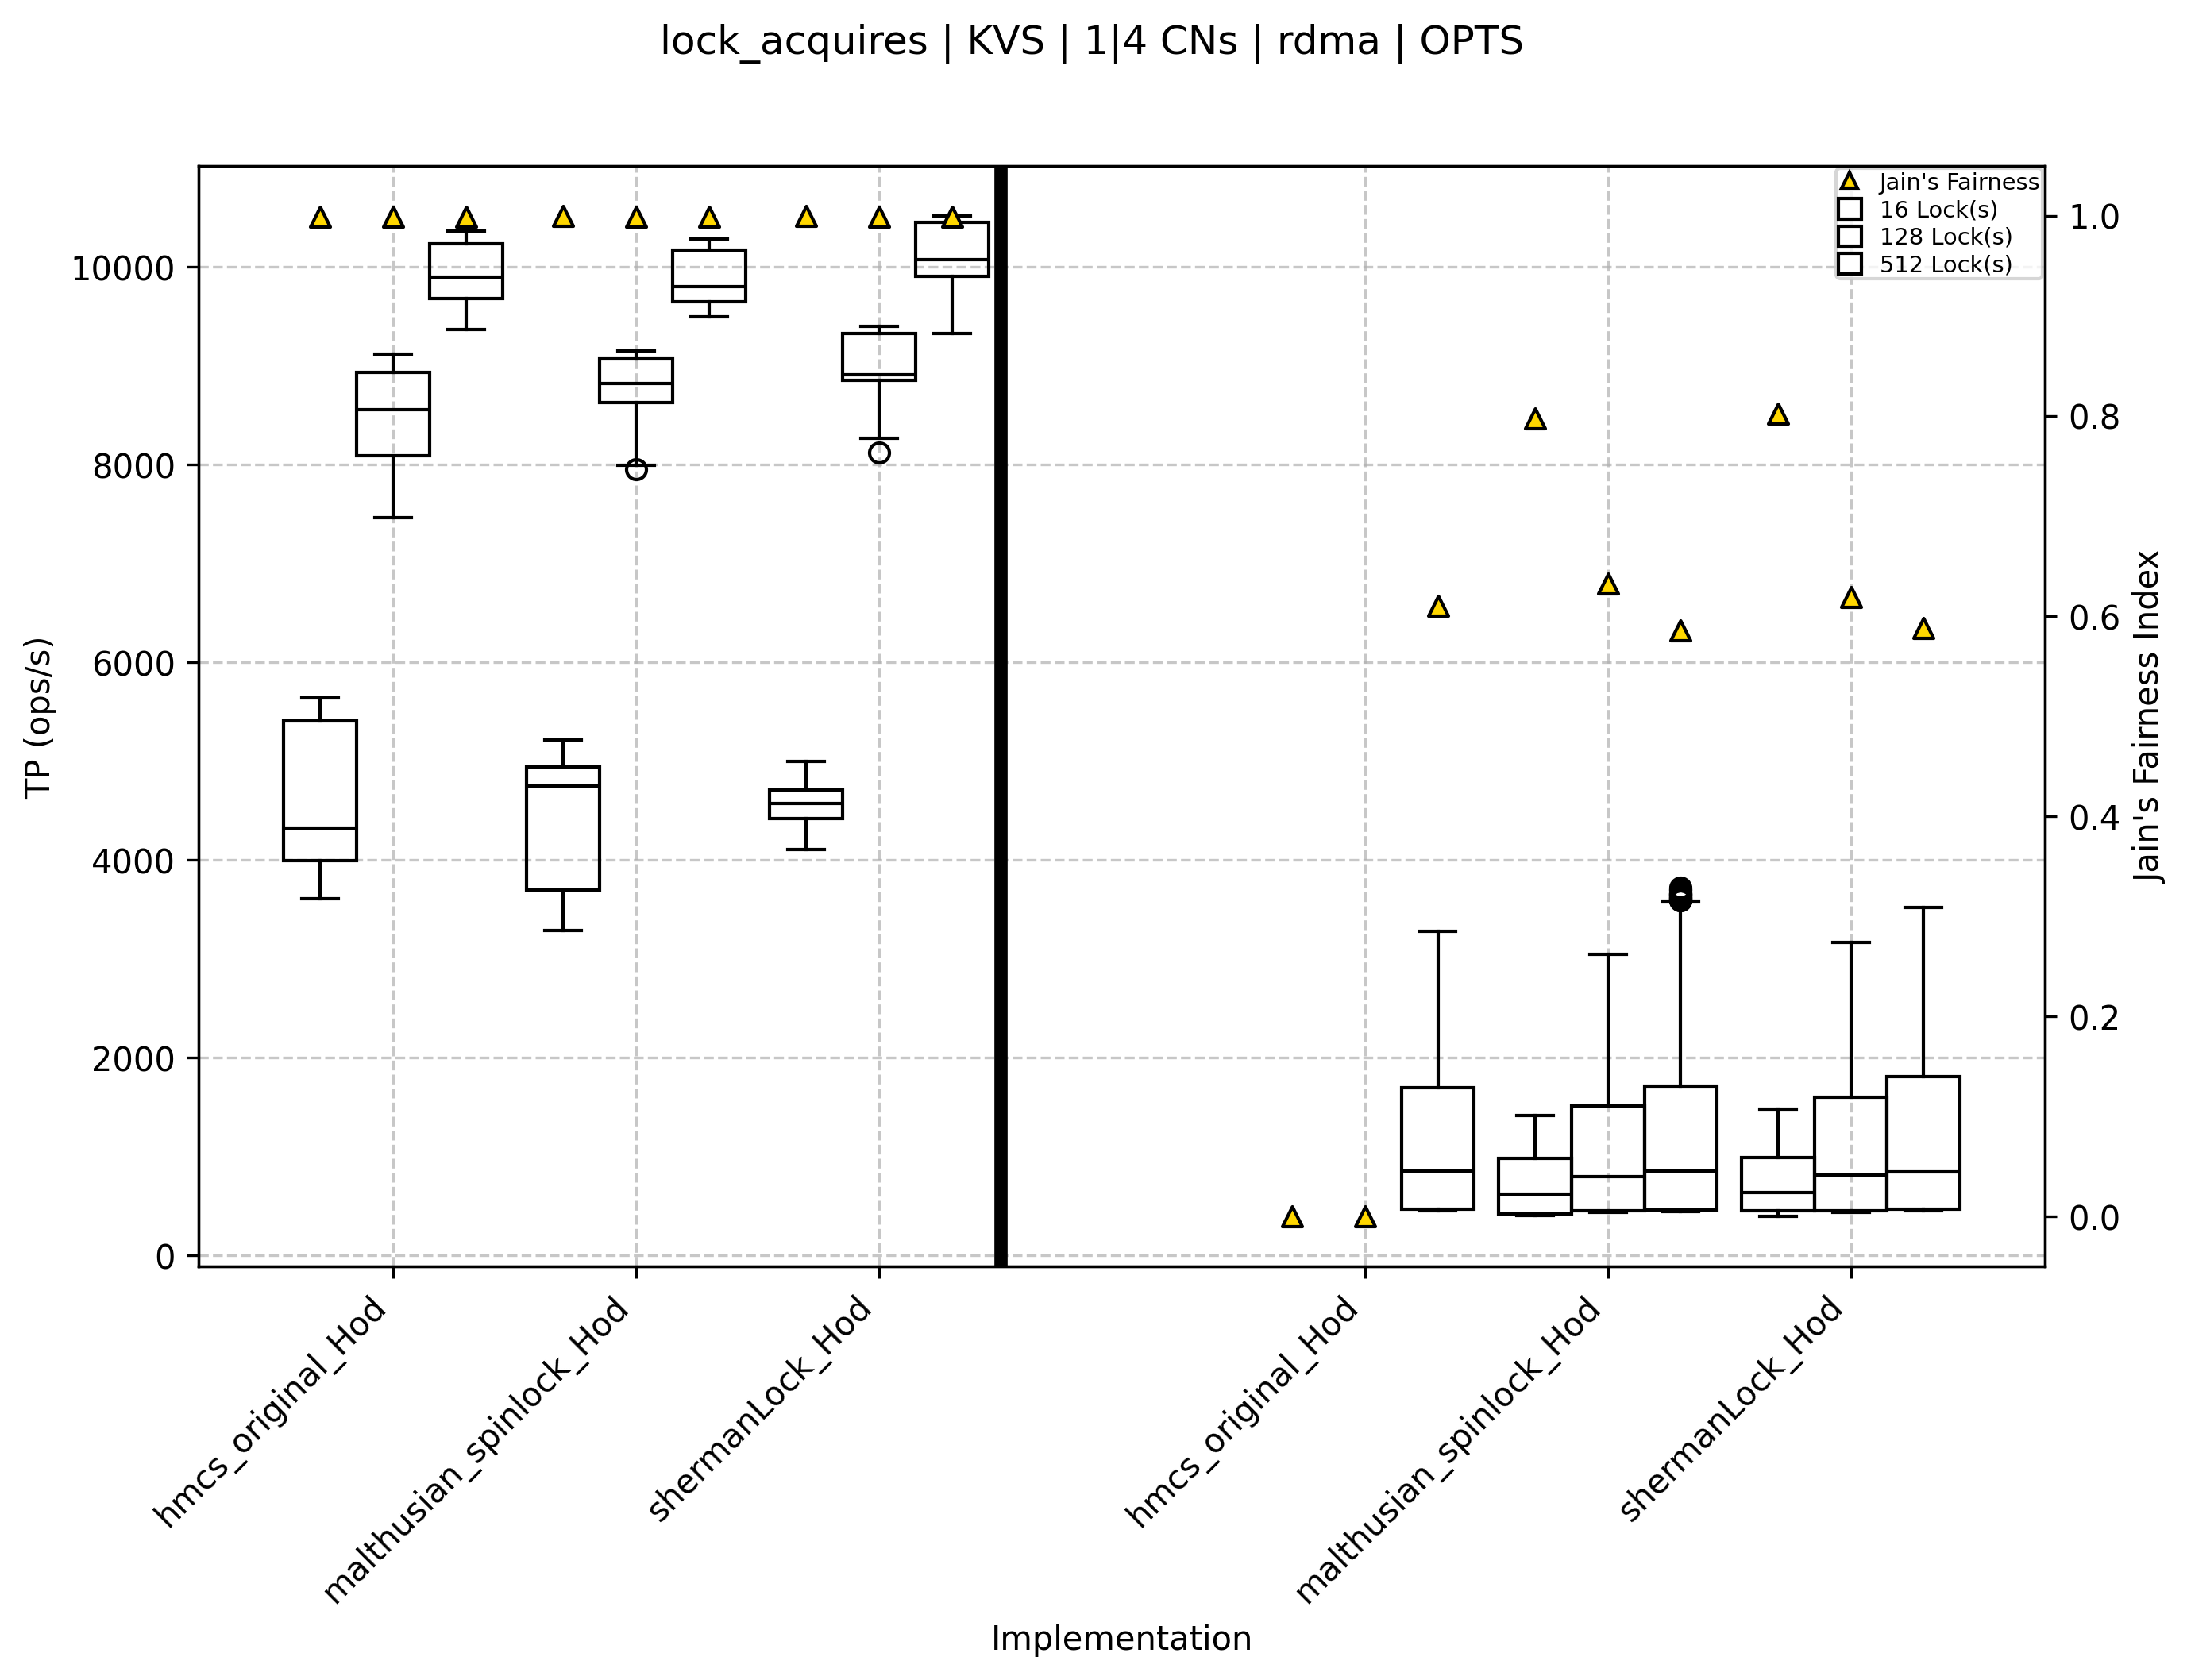 lock_acquires | KVS | 1|4 CNs | rdma | OPTS
Jain's Fairness
16 Lock(s)
128 Lock(s)
512 Lock(s)
TP (ops/s)
10000
8000
6000
4000
2000
0
1.0
0.8
0.6
0.4
0.2
0.0
Jain's Fairness Index
hmcs_original_Hod
malthusian_spinlock_Hod
shermanLock_Hod
hmcs_original_Hod
malthusian_spinlock_Hod
shermanLock_Hod
Implementation